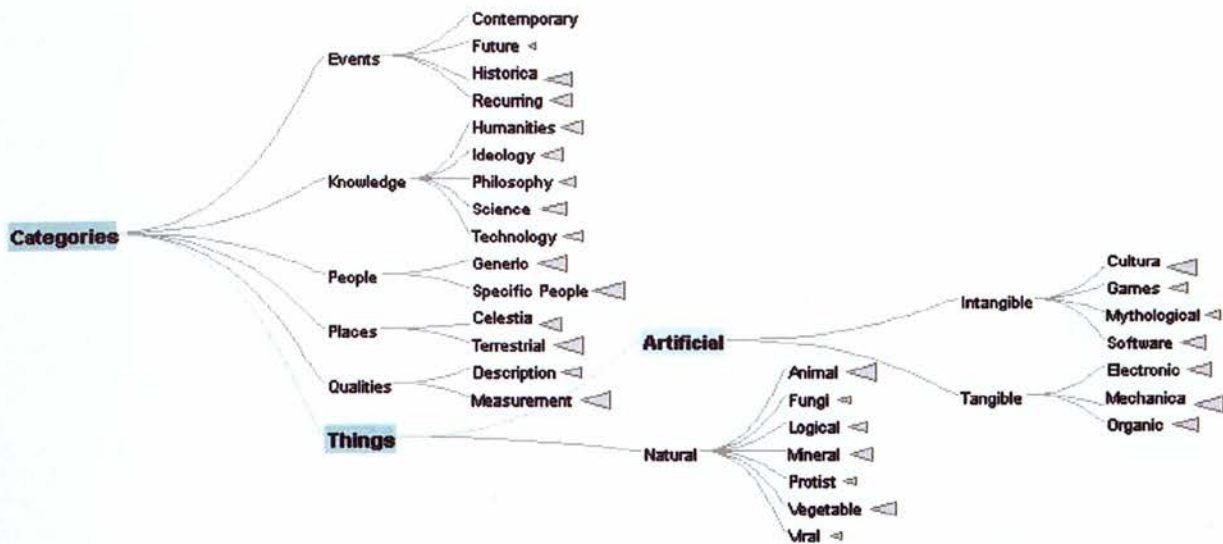 Categories
Events
Contemporary
Future
Historica
Recurring
Knowledge
Humanities
Ideology
Philosophy
Science
Technology
People
Generic
Specific People
Places
Celestia
Terrestrial
Qualities
Description
Measurement
Things
Artificial
Intangible
Cultura
Games
Mythological
Software
Tangible
Electronic
Mechanica
Organic
Natural
Animal
Fungi
Logical
Mineral
Protist
Vegetable
Viral